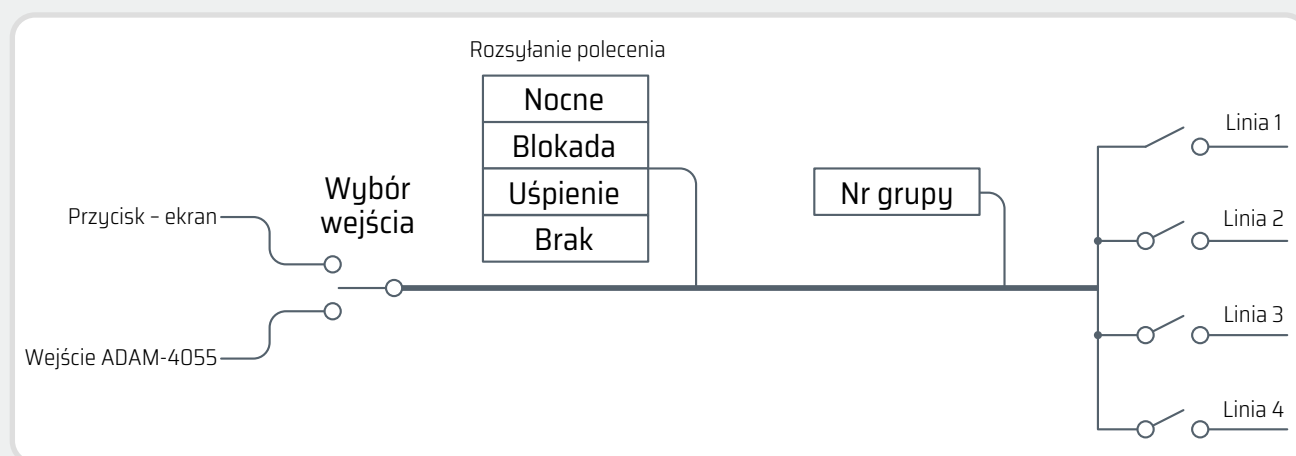 Rozsyłanie polecenia
Nocne
Blokada
Uśpienie
Brak
Wybór
wejścia
Przycisk – ekran
Wejście ADAM-4055
Nr grupy
Linia 1
Linia 2
Linia 3
Linia 4